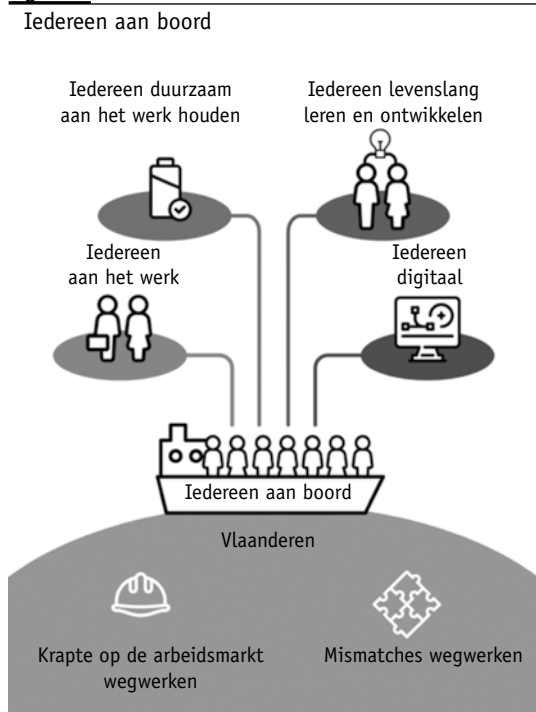 Iedereen aan boord
Iedereen duurzaam
aan het werk houden
Iedereen levenslang
leren en ontwikkelen
Iedereen
aan het werk
Iedereen
digitaal
Iedereen aan boord
Vlaanderen
Krapte op de arbeidsmarkt
wegwerken
Mismatches wegwerken